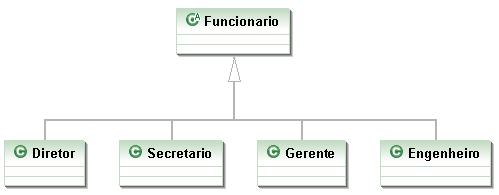 Funcionario
Diretor
Secretario
Gerente
Engenheiro